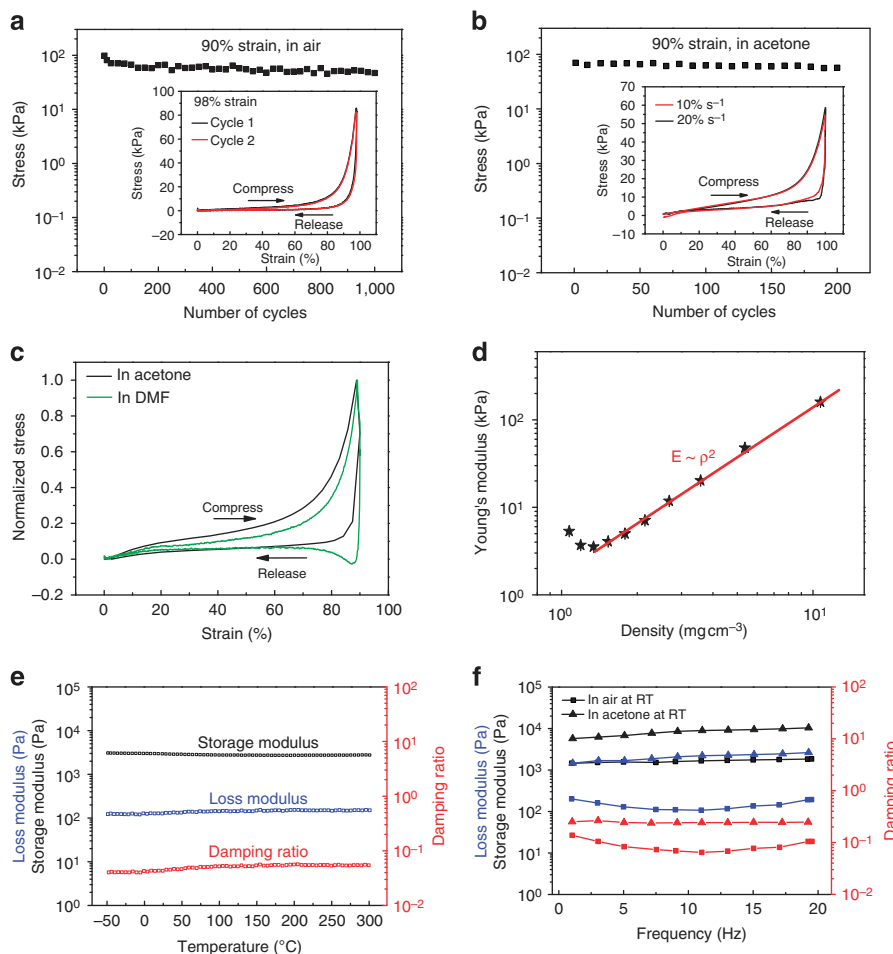 a
90% strain, in air
Stress (kPa)
10²
10¹
10⁰
10⁻¹
10⁻²
0 200 400 600 800 1,000
Number of cycles
98% strain
Cycle 1
Cycle 2
Compress
Release
Stress (kPa)
100
80
60
40
20
0
−20
0 20 40 60 80 100
Strain (%)
b
90% strain, in acetone
Stress (kPa)
10²
10¹
10⁰
10⁻¹
10⁻²
0 50 100 150 200
Number of cycles
10% s⁻¹
20% s⁻¹
Compress
Release
Stress (kPa)
70
60
50
40
30
20
10
0
−10
0 20 40 60 80 100
Strain (%)
c
In acetone
In DMF
Compress
Release
Normalized stress
1.0
0.8
0.6
0.4
0.2
0.0
−0.2
0 20 40 60 80 100
Strain (%)
d
E ~ ρ²
Young's modulus (kPa)
10²
10¹
10⁰
10⁰ 10¹
Density (mg cm⁻³)
e
Loss modulus (Pa)
Storage modulus (Pa)
10⁵
10⁴
10³
10²
10¹
10⁰
Storage modulus
Loss modulus
Damping ratio
10²
10¹
10⁰
10⁻¹
10⁻²
Damping ratio
−50 0 50 100 150 200 250 300
Temperature (°C)
f
In air at RT
In acetone at RT
Loss modulus (Pa)
Storage modulus (Pa)
10⁵
10⁴
10³
10²
10¹
10⁰
10²
10¹
10⁰
10⁻¹
10⁻²
Damping ratio
0 5 10 15 20
Frequency (Hz)